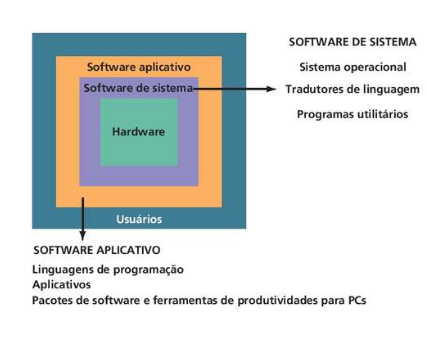 SOFTWARE DE SISTEMA
Software aplicativo
Sistema operacional
Software de sistema
Tradutores de linguagem
Programas utilitários
Hardware
Usuários
SOFTWARE APLICATIVO
Linguagens de programação
Aplicativos
Pacotes de software e ferramentas de produtividades para PCs